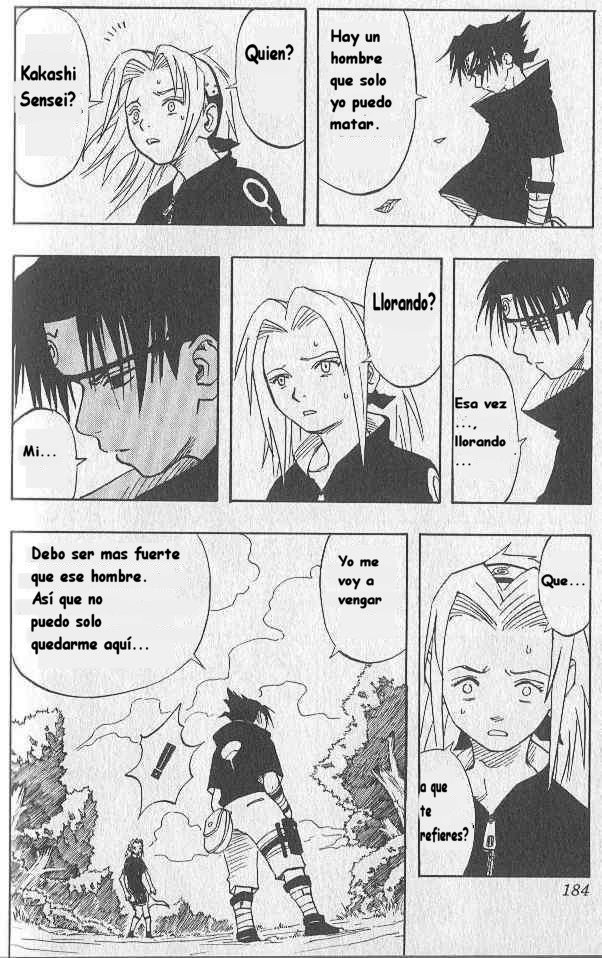 Hay un
hombre
que solo
yo puedo
matar.
Quien?
Kakashi
Sensei?
Esa vez
...,
llorando
...
Llorando?
Mi...
Que...
a que
te
refieres?
Yo me
voy a
vengar
Debo ser mas fuerte
que ese hombre.
Así que no
puedo solo
quedarme aquí...
!
184